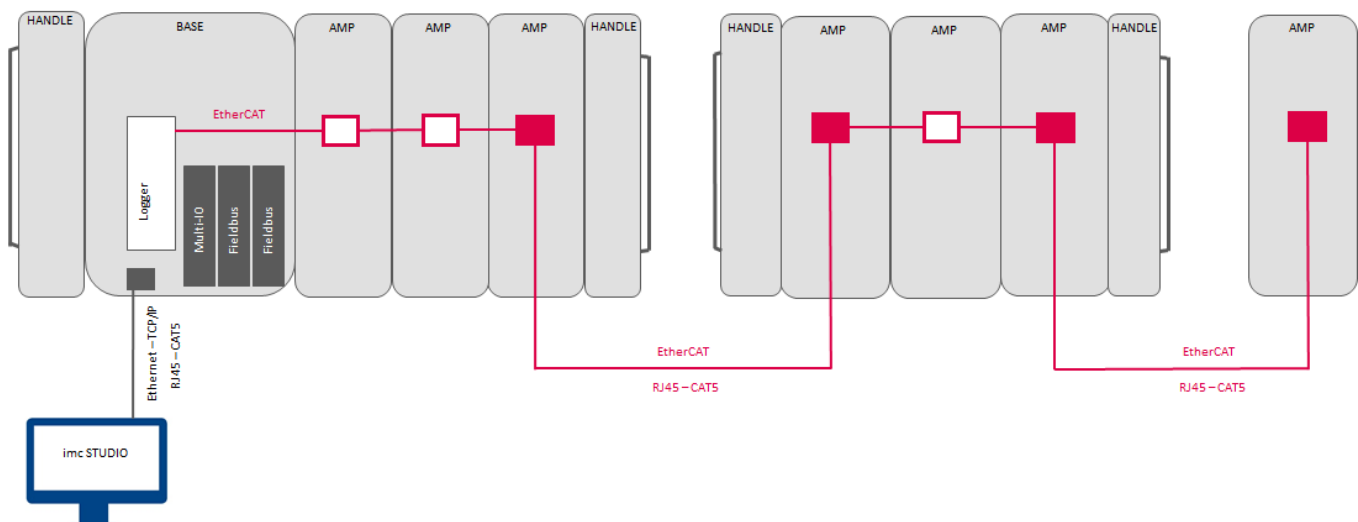 HANDLE
BASE
AMP
AMP
AMP
HANDLE
HANDLE
AMP
AMP
AMP
HANDLE
AMP
EtherCAT
Logger
Multi-IO
Fieldbus
Fieldbus
Ethernet – TCP/IP
RJ45 – CAT5
EtherCAT
RJ45 – CAT5
EtherCAT
RJ45 – CAT5
imc STUDIO